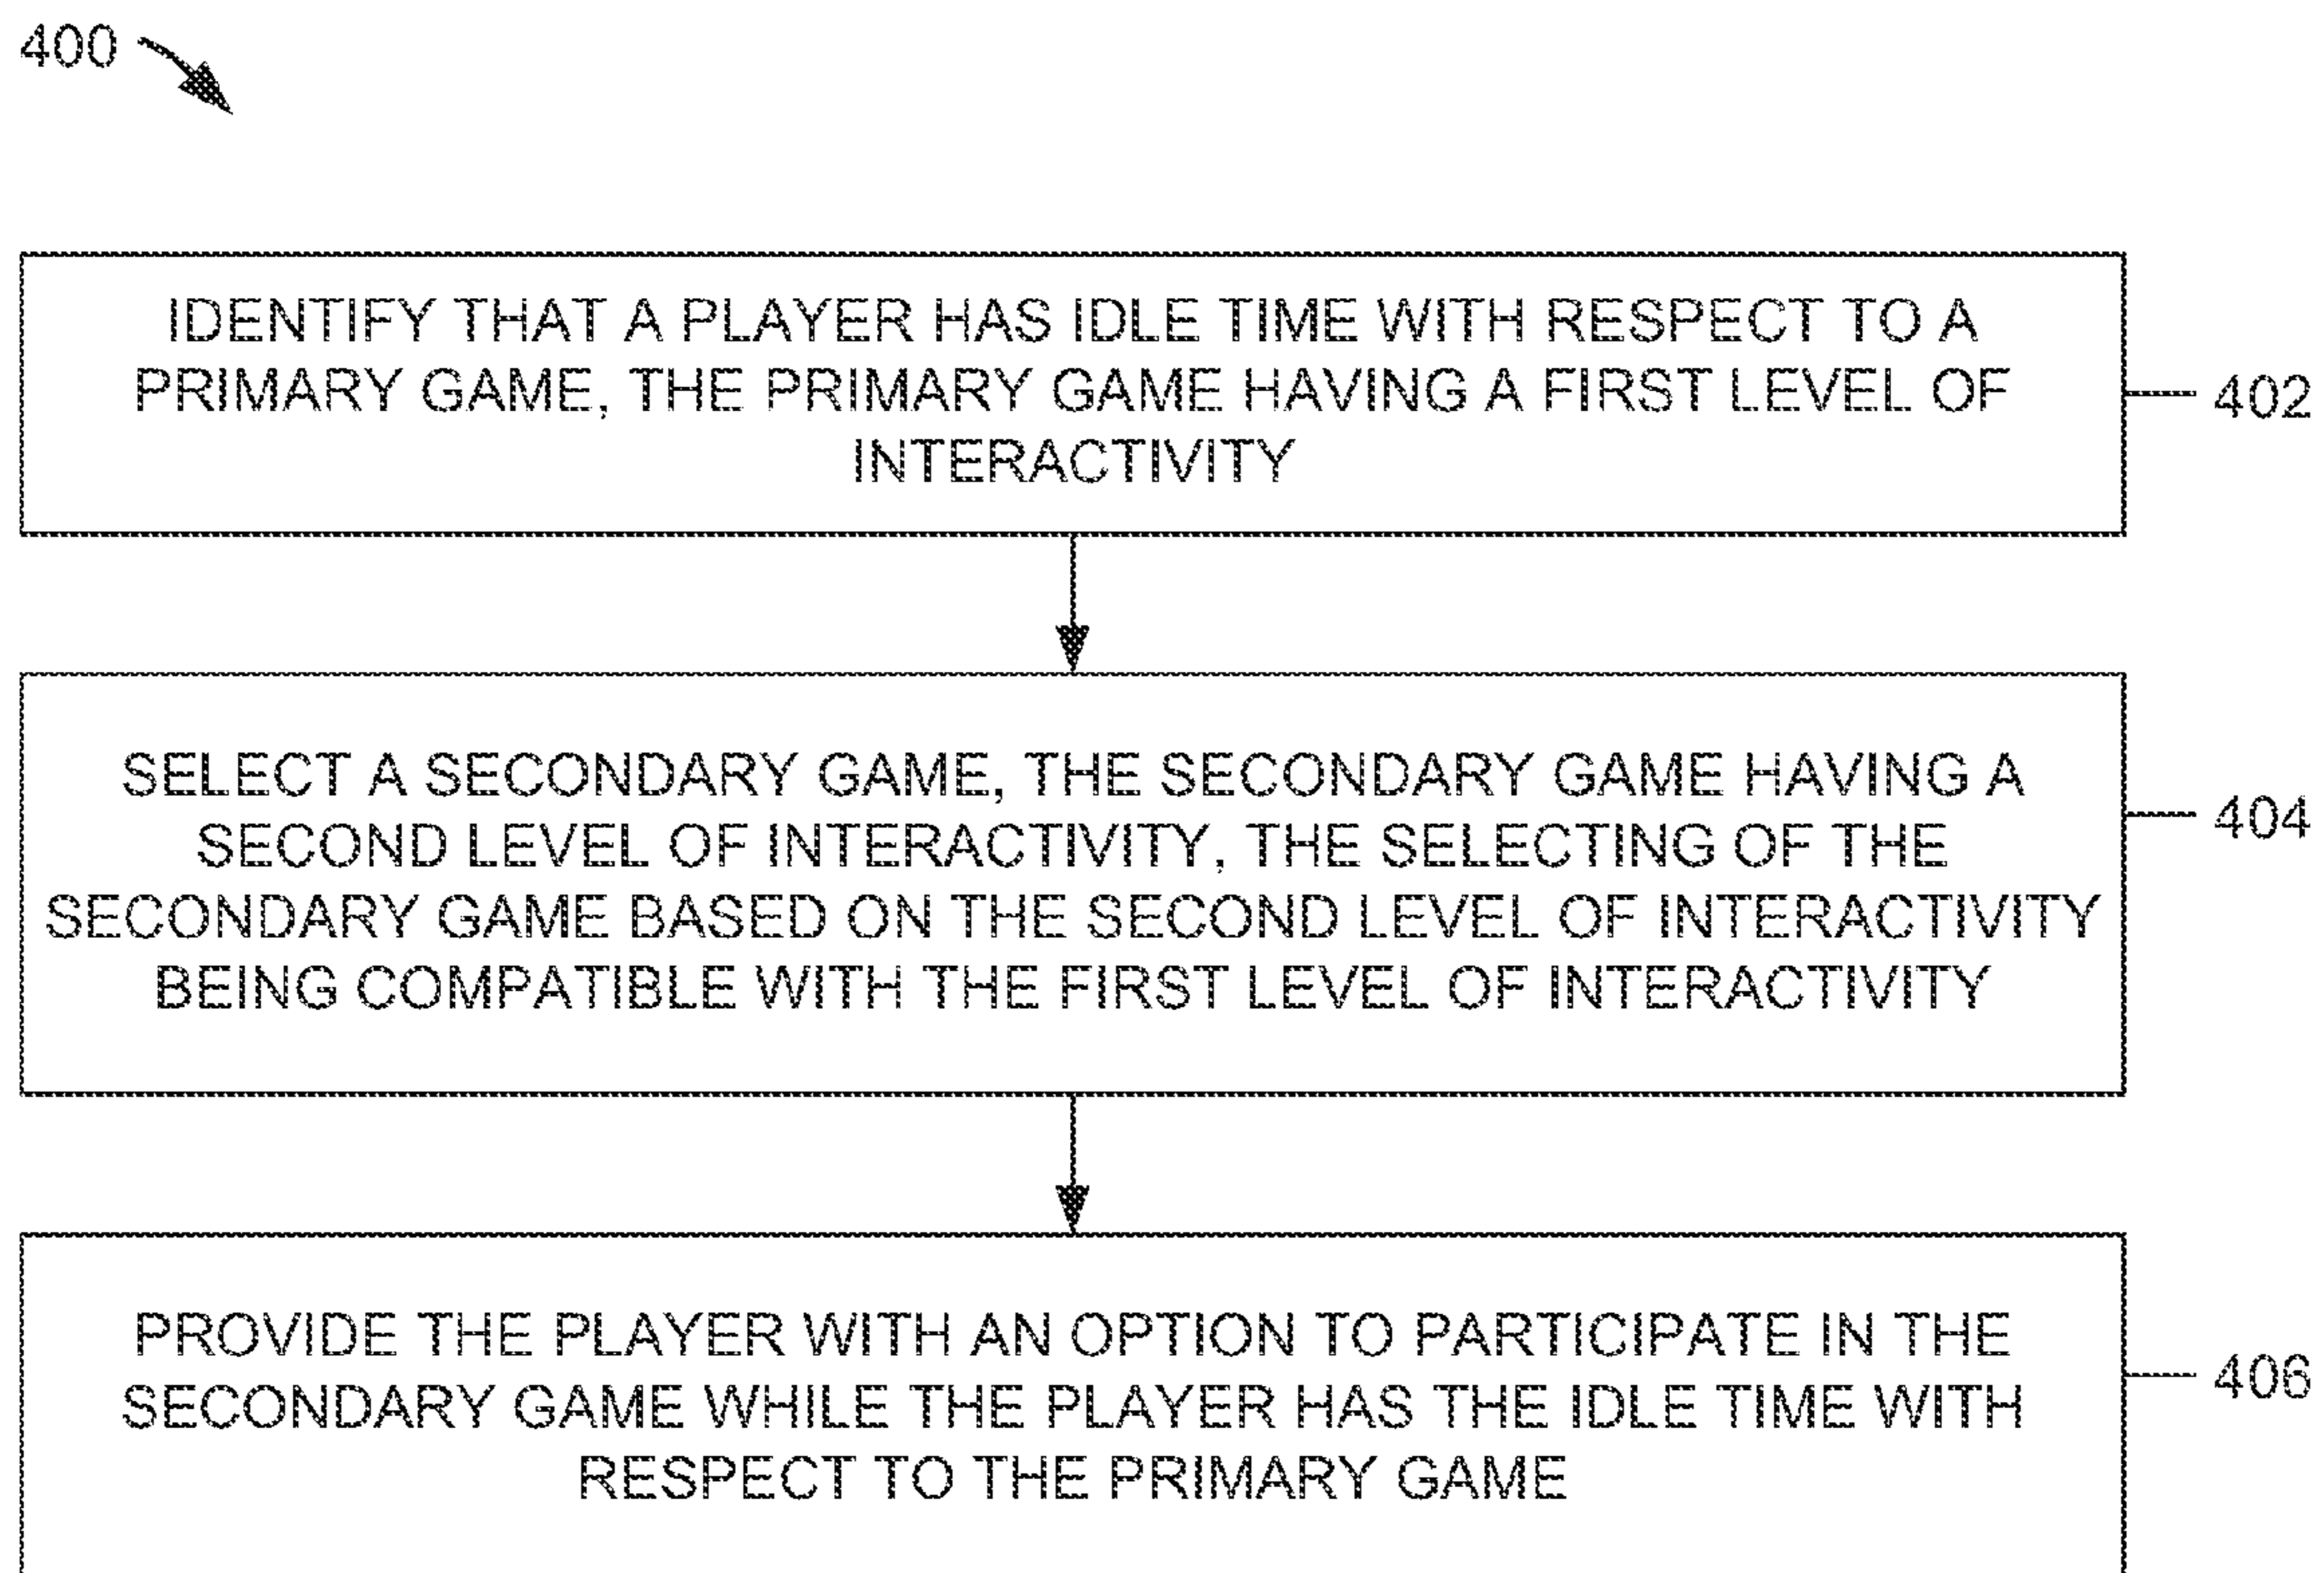 400
IDENTIFY THAT A PLAYER HAS IDLE TIME WITH RESPECT TO A
PRIMARY GAME, THE PRIMARY GAME HAVING A FIRST LEVEL OF
INTERACTIVITY
402
SELECT A SECONDARY GAME, THE SECONDARY GAME HAVING A
SECOND LEVEL OF INTERACTIVITY, THE SELECTING OF THE
SECONDARY GAME BASED ON THE SECOND LEVEL OF INTERACTIVITY
BEING COMPATIBLE WITH THE FIRST LEVEL OF INTERACTIVITY
404
PROVIDE THE PLAYER WITH AN OPTION TO PARTICIPATE IN THE
SECONDARY GAME WHILE THE PLAYER HAS THE IDLE TIME WITH
RESPECT TO THE PRIMARY GAME
406